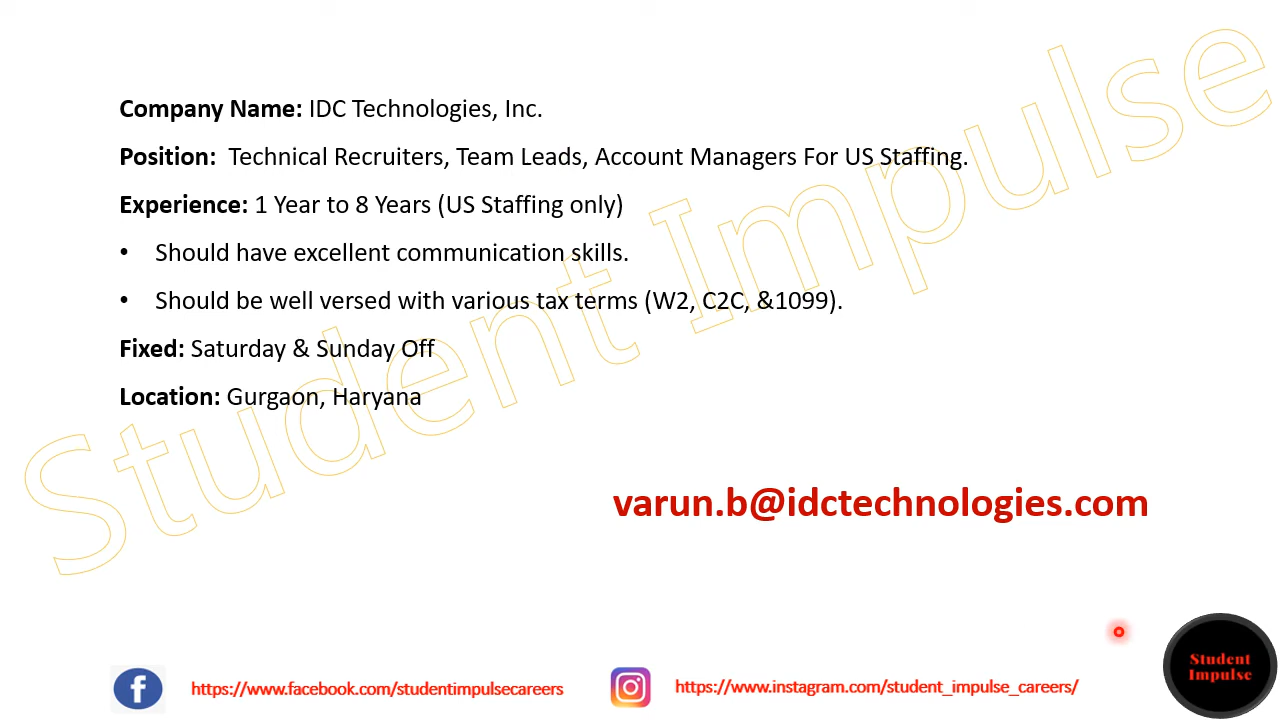 Company Name: IDC Technologies, Inc.
Position: Technical Recruiters, Team Leads, Account Managers For US Staffing.
Experience: 1 Year to 8 Years (US Staffing only)
• Should have excellent communication skills.
• Should be well versed with various tax terms (W2, C2C, &1099).
Fixed: Saturday & Sunday Off
Location: Gurgaon, Haryana
Student Impulse
varun.b@idctechnologies.com
https://www.facebook.com/studentimpulsecareers
https://www.instagram.com/student_impulse_careers/
Student
Impulse